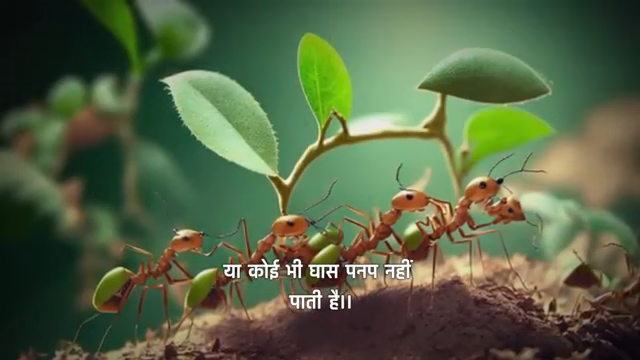 या कोई भी घास पनप नहीं
पाती है।।